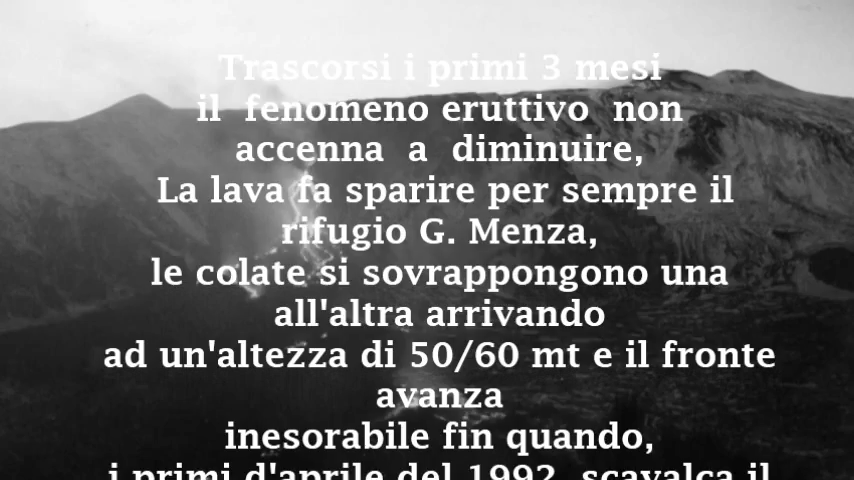 Trascorsi i primi 3 mesi
il fenomeno eruttivo non
accenna a diminuire,
La lava fa sparire per sempre il
rifugio G. Menza,
le colate si sovrappongono una
all'altra arrivando
ad un'altezza di 50/60 mt e il fronte
avanza
inesorabile fin quando,
i primi d'aprile del 1992 scavalca il